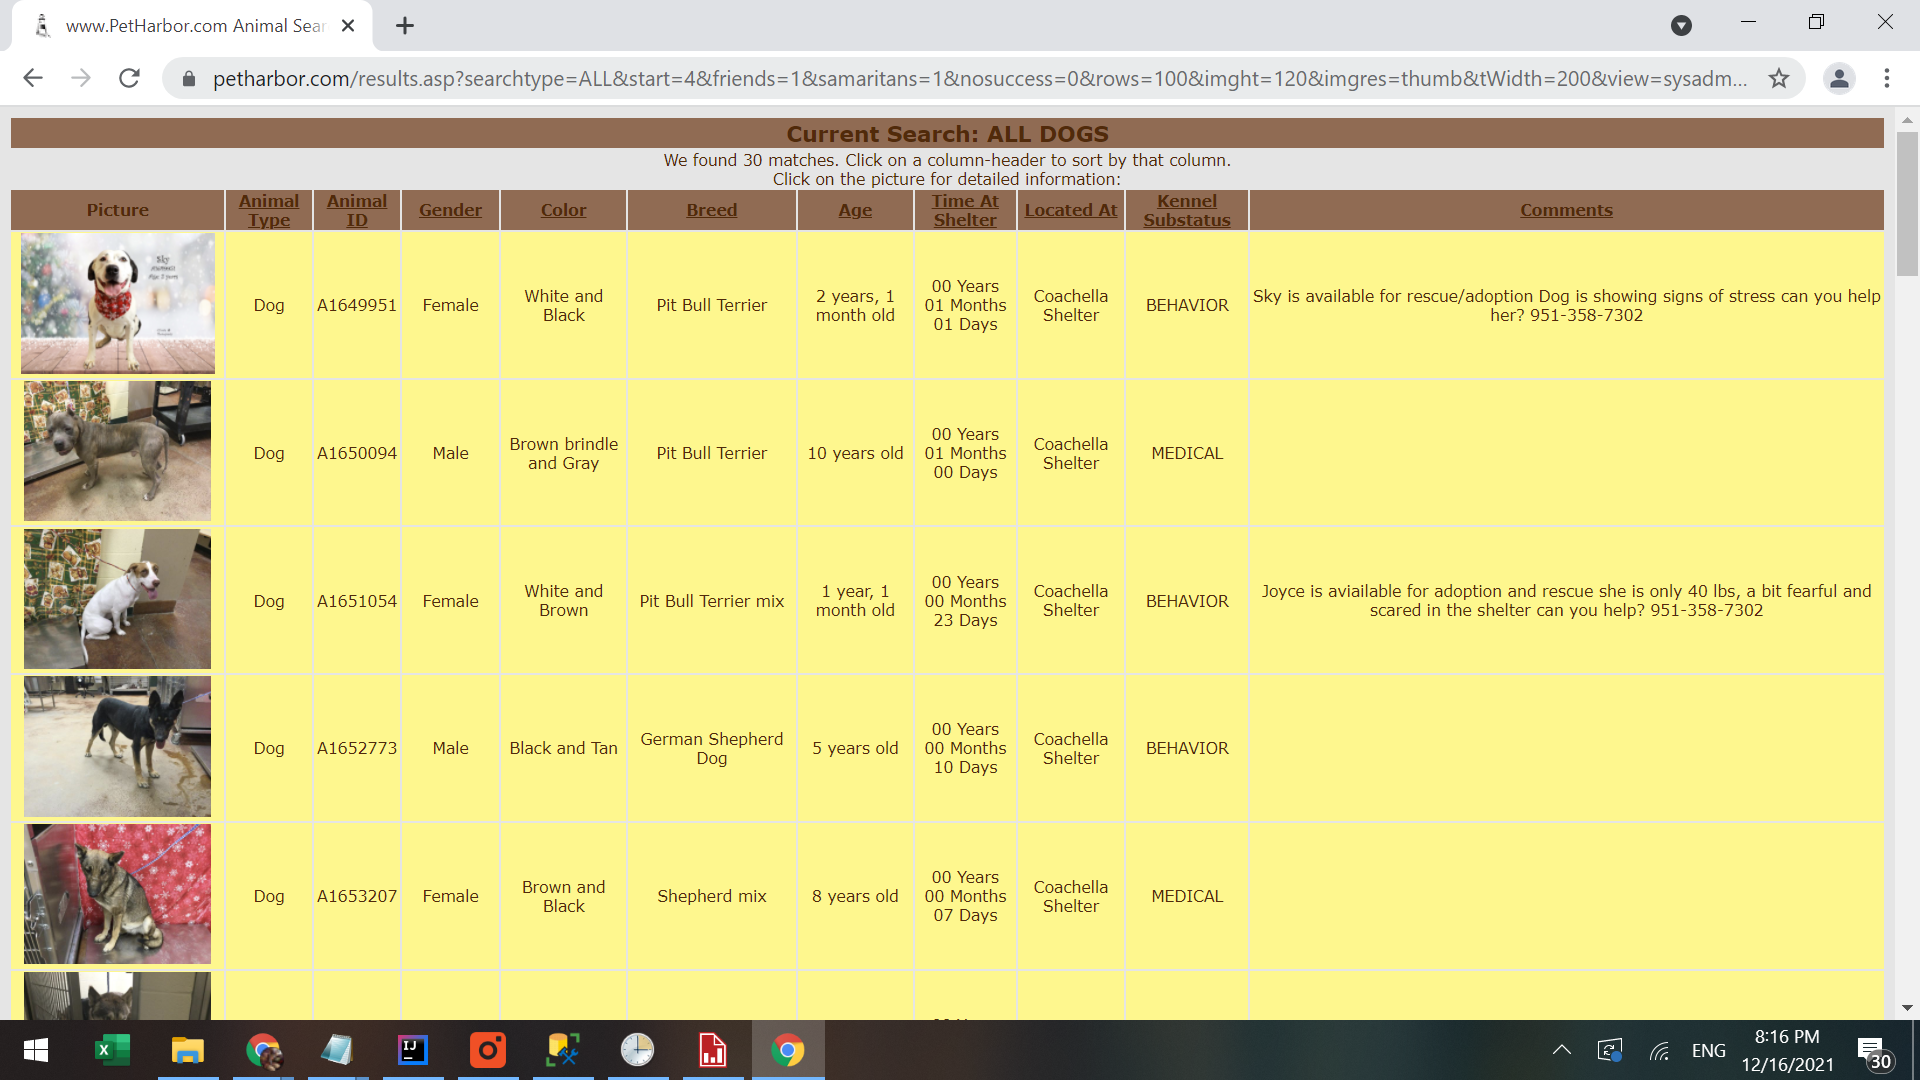 www.PetHarbor.com Animal Sear
petharbor.com/results.asp?searchtype=ALL&start=4&friends=1&samaritans=1&nosuccess=0&rows=100&imght=120&imgres=thumb&tWidth=200&view=sysadm...
Current Search: ALL DOGS
We found 30 matches. Click on a column-header to sort by that column.
Click on the picture for detailed information:
Picture
Animal
Type
Animal
ID
Gender
Color
Breed
Age
Time At
Shelter
Located At
Kennel
Substatus
Comments
Sky
Dog
A1649951
Female
White and
Black
Pit Bull Terrier
2 years, 1
month old
00 Years
01 Months
01 Days
Coachella
Shelter
BEHAVIOR
Sky is available for rescue/adoption Dog is showing signs of stress can you help
her? 951-358-7302
Dog
A1650094
Male
Brown brindle
and Gray
Pit Bull Terrier
10 years old
00 Years
01 Months
00 Days
Coachella
Shelter
MEDICAL
Dog
A1651054
Female
White and
Brown
Pit Bull Terrier mix
1 year, 1
month old
00 Years
00 Months
23 Days
Coachella
Shelter
BEHAVIOR
Joyce is avialable for adoption and rescue she is only 40 lbs, a bit fearful and
scared in the shelter can you help? 951-358-7302
Dog
A1652773
Male
Black and Tan
German Shepherd
Dog
5 years old
00 Years
00 Months
10 Days
Coachella
Shelter
BEHAVIOR
Dog
A1653207
Female
Brown and
Black
Shepherd mix
8 years old
00 Years
00 Months
07 Days
Coachella
Shelter
MEDICAL
ENG
8:16 PM
12/16/2021
30